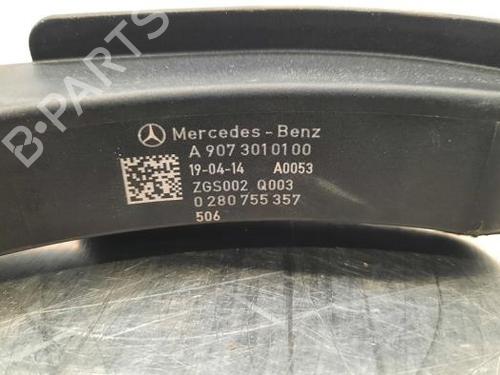 B-PARTS
Mercedes-Benz
A 907 301 01 00
19-04-14 A0053
ZGS002 Q003
0 280 755 357
506